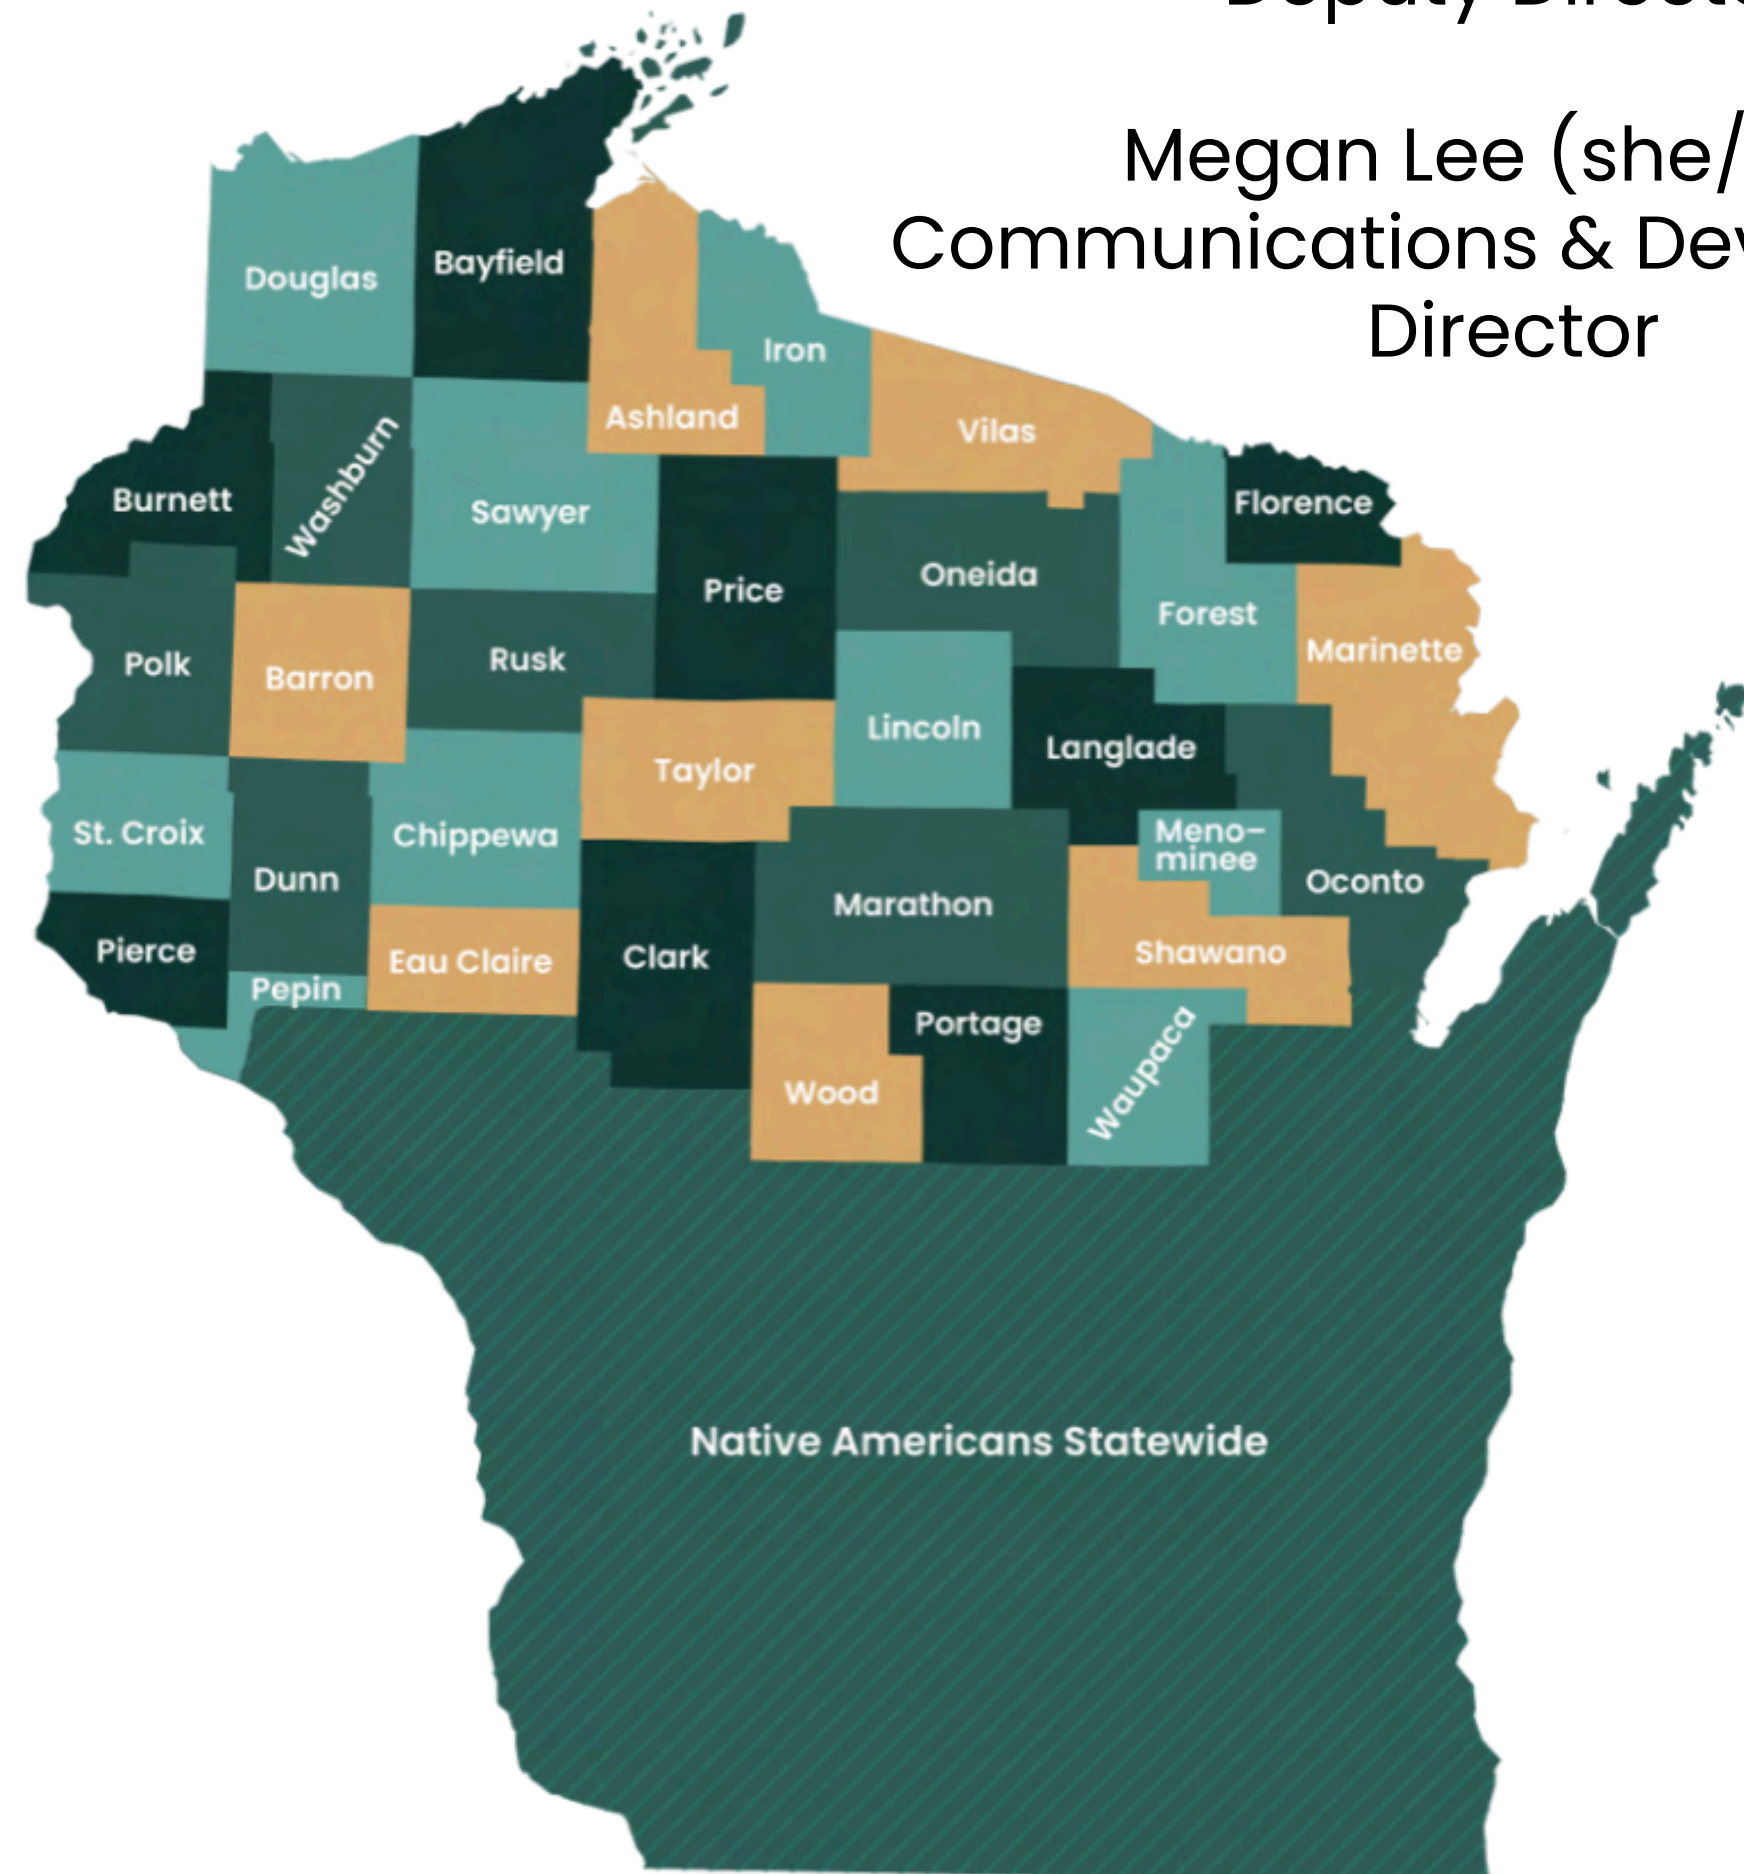 Deputy
Megan Lee (she/
Communications & Dev
Director
Douglas
Bayfield
Iron
Ashland
Vilas
Burnett
Washburn
Sawyer
Florence
Price
Oneida
Forest
Marinette
Polk
Barron
Rusk
Lincoln
Langlade
Taylor
St. Croix
Chippewa
Meno–
minee
Dunn
Oconto
Marathon
Pierce
Eau Claire
Clark
Shawano
Pepin
Portage
Waupaca
Wood
Native Americans Statewide